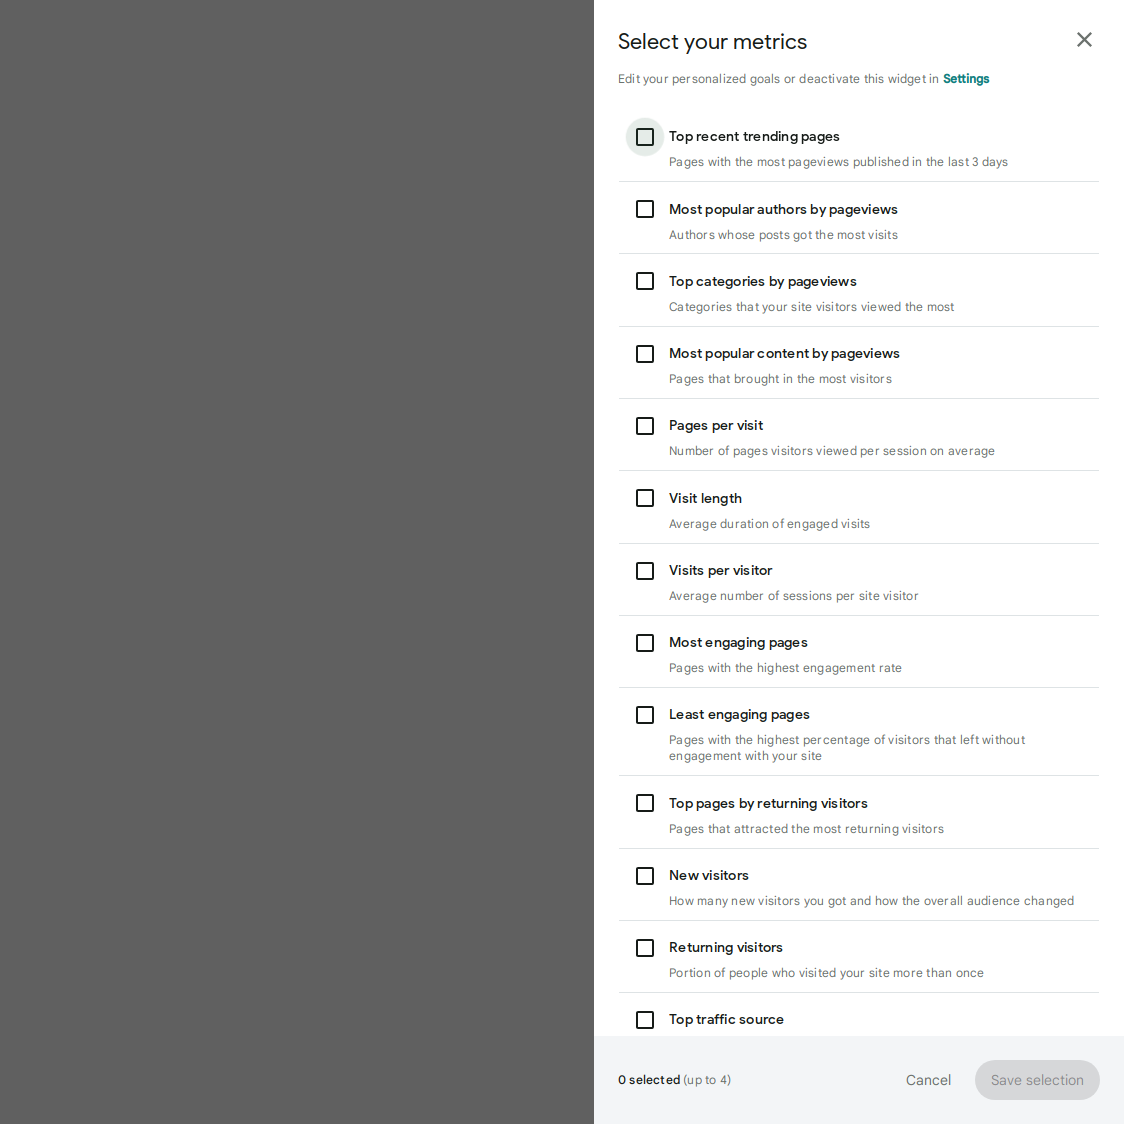 Select your metrics
Edit your personalized goals or deactivate this widget in Settings
Top recent trending pages
Pages with the most pageviews published in the last 3 days
Most popular authors by pageviews
Authors whose posts got the most visits
Top categories by pageviews
Categories that your site visitors viewed the most
Most popular content by pageviews
Pages that brought in the most visitors
Pages per visit
Number of pages visitors viewed per session on average
Visit length
Average duration of engaged visits
Visits per visitor
Average number of sessions per site visitor
Most engaging pages
Pages with the highest engagement rate
Least engaging pages
Pages with the highest percentage of visitors that left without
engagement with your site
Top pages by returning visitors
Pages that attracted the most returning visitors
New visitors
How many new visitors you got and how the overall audience changed
Returning visitors
Portion of people who visited your site more than once
Top traffic source
0 selected (up to 4)
Cancel
Save selection